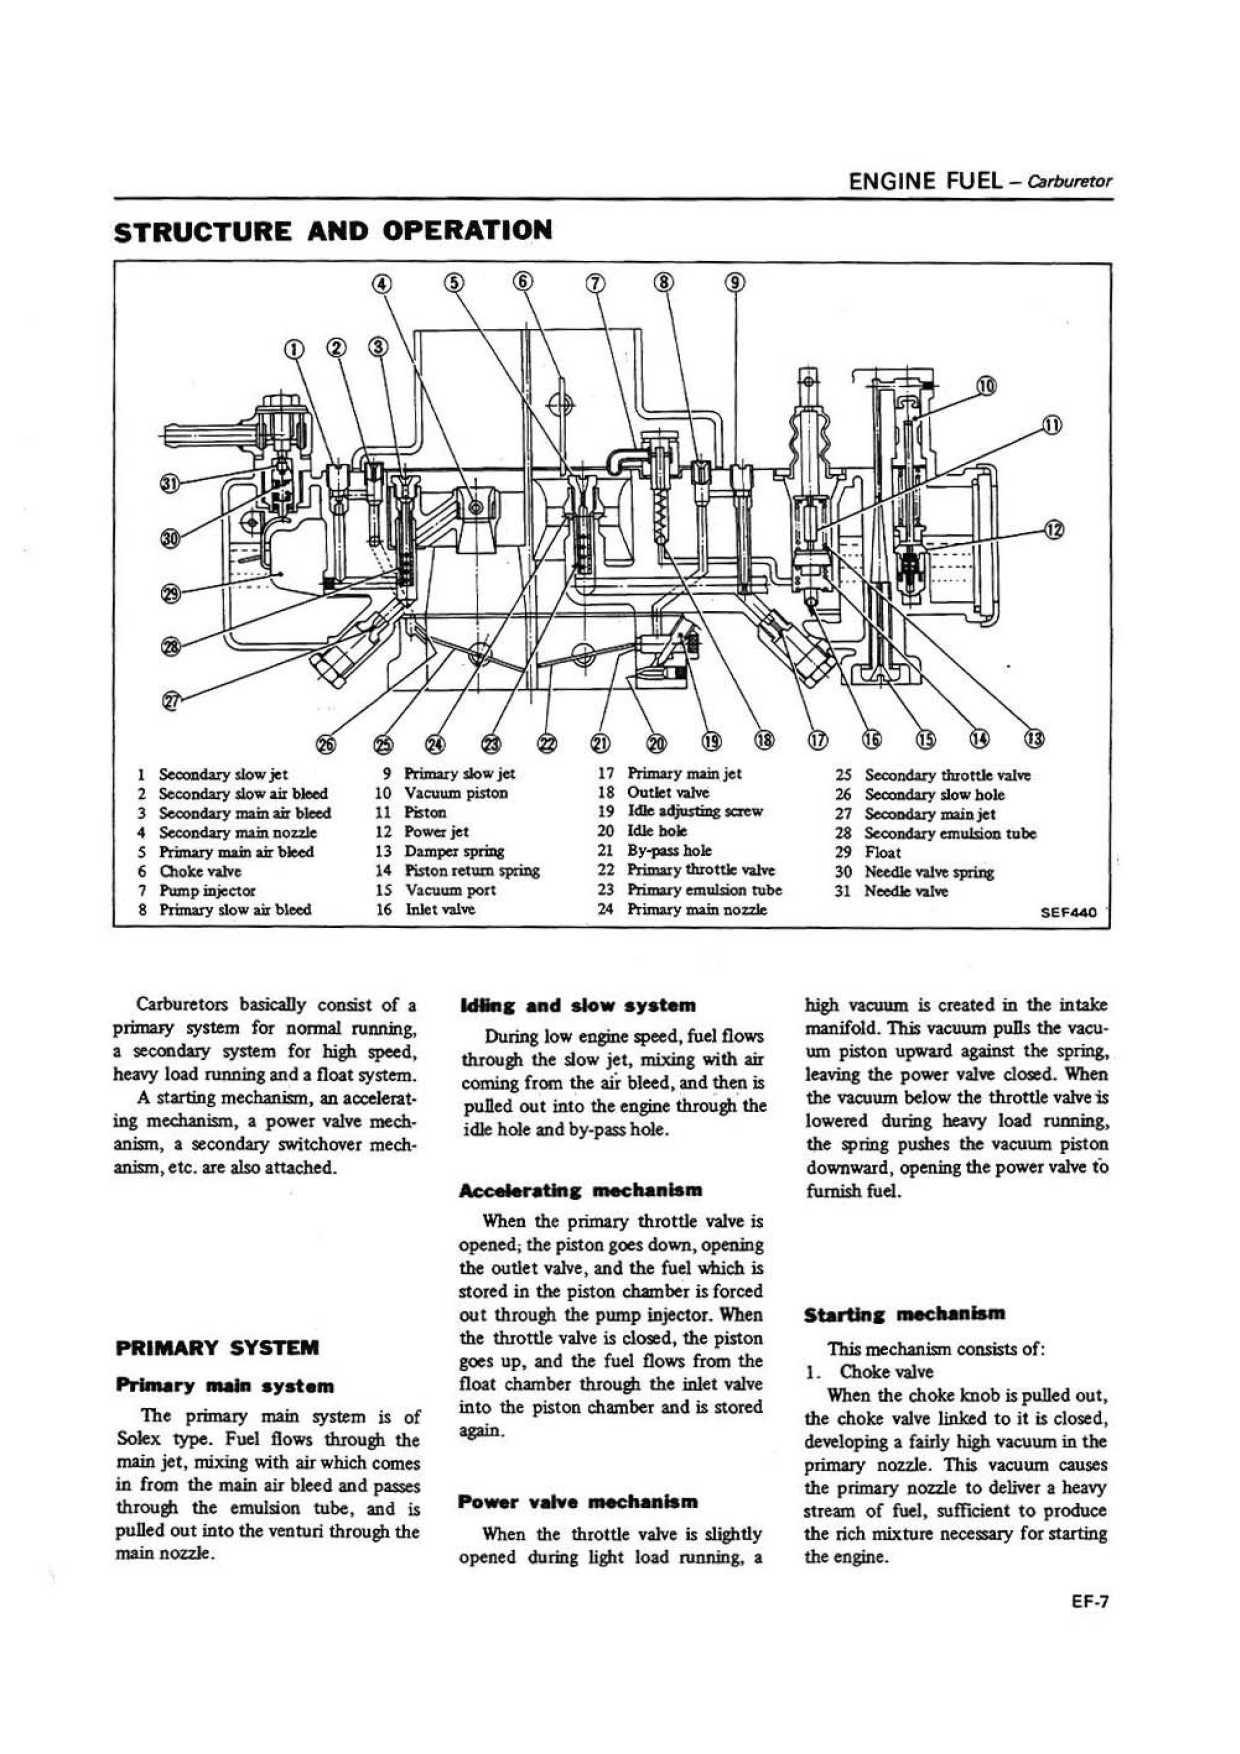 ENGINE FUEL – Carburetor
STRUCTURE AND OPERATION
④ ⑤ ⑥ ⑦ ⑧ ⑨
① ② ③
⑩
⑪
㉛
⑫
㉚
㉙
㉘
㉗
㉖ ㉕ ㉔ ㉓ ㉒ ㉑ ⑳ ⑲ ⑱ ⑰ ⑯ ⑮ ⑭ ⑬
1 Secondary slow jet
2 Secondary slow air bleed
3 Secondary main air bleed
4 Secondary main nozzle
5 Primary main air bleed
6 Choke valve
7 Pump injector
8 Primary slow air bleed
9 Primary slow jet
10 Vacuum piston
11 Piston
12 Power jet
13 Damper spring
14 Piston return spring
15 Vacuum port
16 Inlet valve
17 Primary main jet
18 Outlet valve
19 Idle adjusting screw
20 Idle hole
21 By-pass hole
22 Primary throttle valve
23 Primary emulsion tube
24 Primary main nozzle
25 Secondary throttle valve
26 Secondary slow hole
27 Secondary main jet
28 Secondary emulsion tube
29 Float
30 Needle valve spring
31 Needle valve
SEF440
Carburetors basically consist of a
primary system for normal running,
a secondary system for high speed,
heavy load running and a float system.
A starting mechanism, an accelerat-
ing mechanism, a power valve mech-
anism, a secondary switchover mech-
anism, etc. are also attached.
PRIMARY SYSTEM
Primary main system
The primary main system is of
Solex type. Fuel flows through the
main jet, mixing with air which comes
in from the main air bleed and passes
through the emulsion tube, and is
pulled out into the venturi through the
main nozzle.
Idling and slow system
During low engine speed, fuel flows
through the slow jet, mixing with air
coming from the air bleed, and then is
pulled out into the engine through the
idle hole and by-pass hole.
Accelerating mechanism
When the primary throttle valve is
opened; the piston goes down, opening
the outlet valve, and the fuel which is
stored in the piston chamber is forced
out through the pump injector. When
the throttle valve is closed, the piston
goes up, and the fuel flows from the
float chamber through the inlet valve
into the piston chamber and is stored
again.
Power valve mechanism
When the throttle valve is slightly
opened during light load running, a
high vacuum is created in the intake
manifold. This vacuum pulls the vacu-
um piston upward against the spring,
leaving the power valve closed. When
the vacuum below the throttle valve is
lowered during heavy load running,
the spring pushes the vacuum piston
downward, opening the power valve to
furnish fuel.
Starting mechanism
This mechanism consists of:
1. Choke valve
When the choke knob is pulled out,
the choke valve linked to it is closed,
developing a fairly high vacuum in the
primary nozzle. This vacuum causes
the primary nozzle to deliver a heavy
stream of fuel, sufficient to produce
the rich mixture necessary for starting
the engine.
EF-7